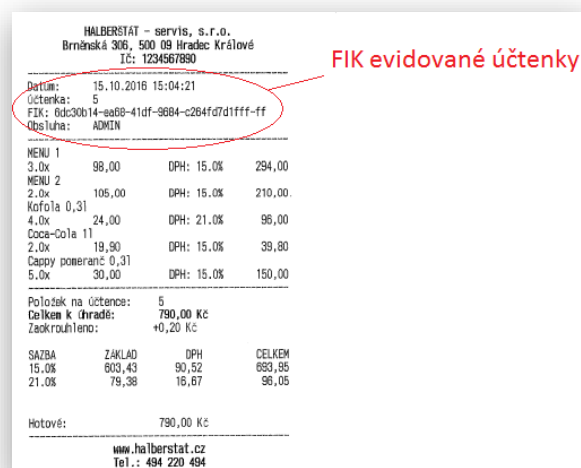 HALBERŠTÁT - servis, s.r.o.
Brněnská 306, 500 09 Hradec Králové
Ič: 1234567890
FIK evidované účtenky
Datum: 15.10.2016 15:04:21
Účtenka: 5
FIK: 6dc30b14-ea68-41df-9684-c264fd7d1fff-ff
Obsluha: ADMIN
MENU 1
3.0x 98,00 DPH: 15.0% 294,00
MENU 2
2.0x 105,00 DPH: 15.0% 210,00
Kofola 0,3l
4.0x 24,00 DPH: 21.0% 96,00
Coca-Cola 1l
2.0x 19,90 DPH: 15.0% 39,80
Cappy pomeranč 0,3l
5.0x 30,00 DPH: 15.0% 150,00
Položek na účtence: 5
Celkem k úhradě: 790,00 Kč
Zaokrouhleno: +0,20 Kč
SAZBA ZÁKLAD DPH CELKEM
15.0% 603,43 90,52 693,95
21.0% 79,38 16,67 96,05
Hotově: 790,00 Kč
www.halberstat.cz
Tel.: 494 220 494